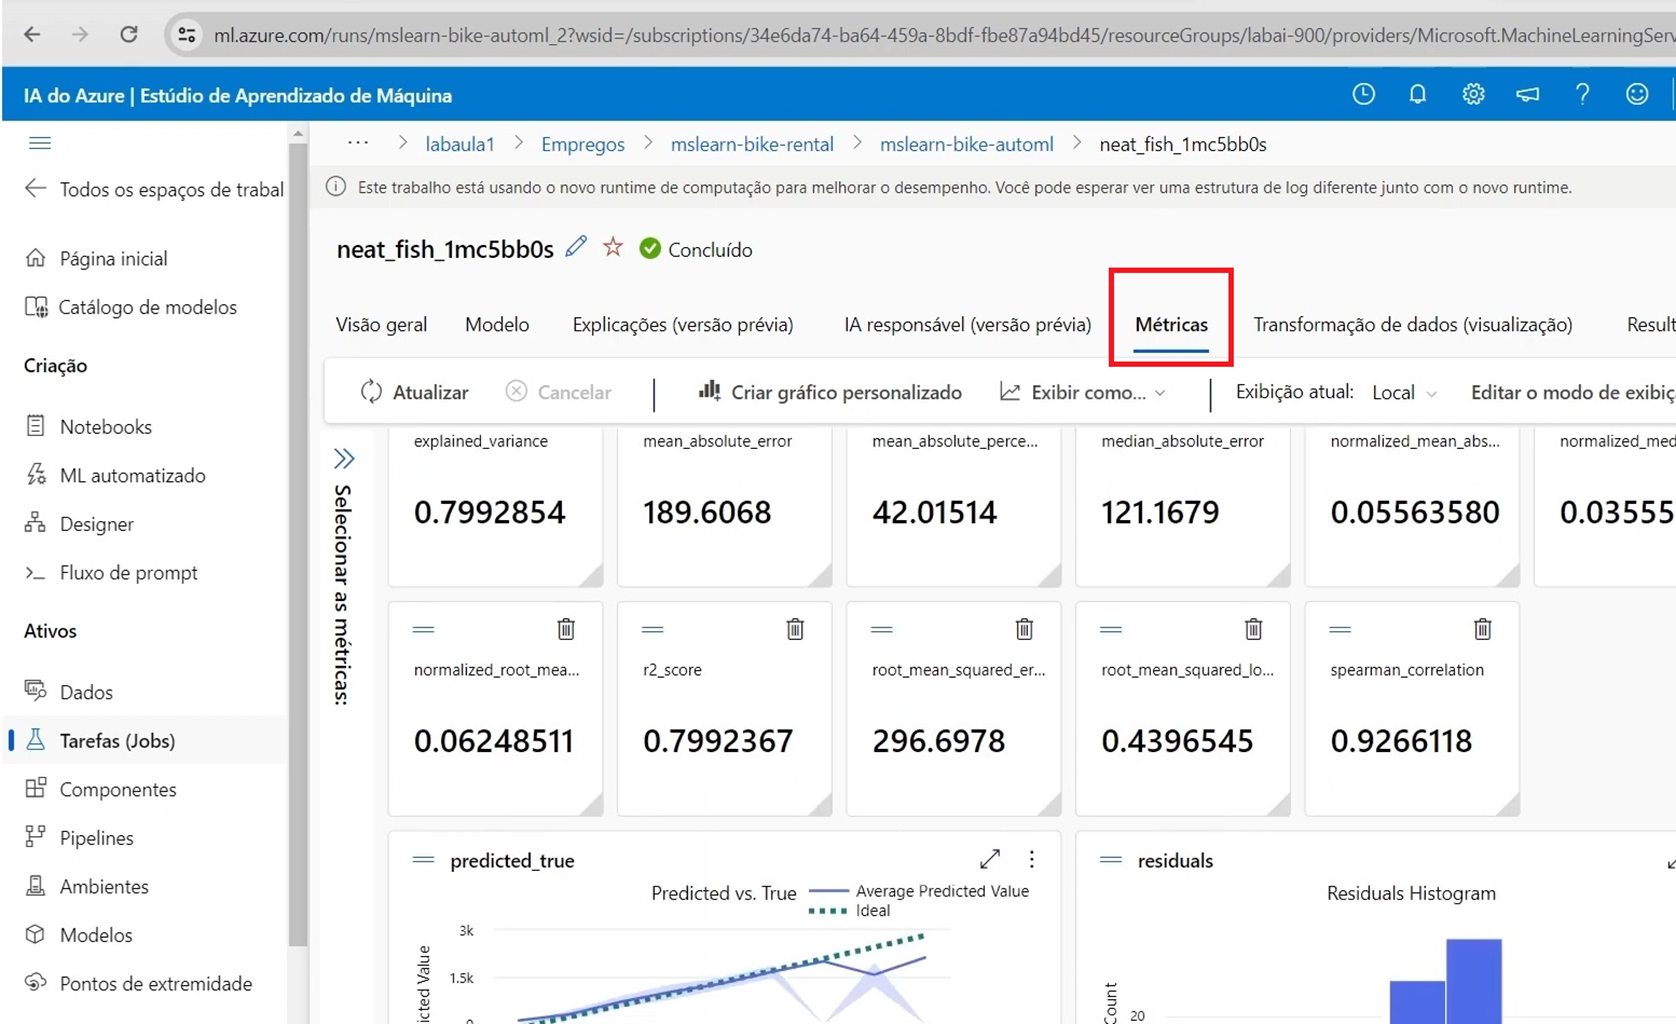 ml.azure.com/runs/mslearn-bike-automl_2?wsid=/subscriptions/34e6da74-ba64-459a-8bdf-fbe87a94bd45/resourceGroups/labai-900/providers/Microsoft.MachineLearningServ
IA do Azure | Estúdio de Aprendizado de Máquina
Todos os espaços de trabal
Página inicial
Catálogo de modelos
Criação
Notebooks
ML automatizado
Designer
Fluxo de prompt
Ativos
Dados
Tarefas (Jobs)
Componentes
Pipelines
Ambientes
Modelos
Pontos de extremidade
··· > labaula1 > Empregos > mslearn-bike-rental > mslearn-bike-automl > neat_fish_1mc5bb0s
Este trabalho está usando o novo runtime de computação para melhorar o desempenho. Você pode esperar ver uma estrutura de log diferente junto com o novo runtime.
neat_fish_1mc5bb0s Concluído
Visão geral Modelo Explicações (versão prévia) IA responsável (versão prévia) Métricas Transformação de dados (visualização) Result
Atualizar Cancelar Criar gráfico personalizado Exibir como... Exibição atual: Local Editar o modo de exibiç
Selecionar as métricas:
explained_variance mean_absolute_error mean_absolute_perce... median_absolute_error normalized_mean_abs... normalized_med
0.7992854 189.6068 42.01514 121.1679 0.05563580 0.03555
normalized_root_mea... r2_score root_mean_squared_er... root_mean_squared_lo... spearman_correlation
0.06248511 0.7992367 296.6978 0.4396545 0.9266118
predicted_true
Predicted vs. True
Average Predicted Value
Ideal
3k
1.5k
0
icted Value
residuals
Residuals Histogram
Count
20